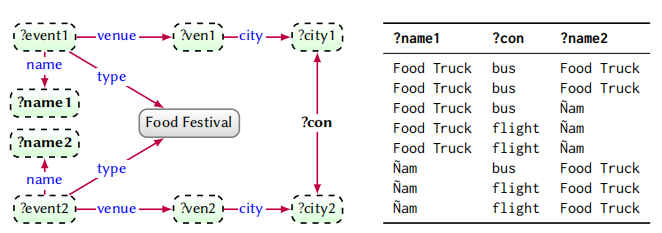 ?event1 venue ?ven1 city ?city1
name
type
?name1
Food Festival
?con
?name2
type
name
?event2 venue ?ven2 city ?city2
?name1 ?con ?name2
Food Truck bus Food Truck
Food Truck bus Food Truck
Food Truck bus Ñam
Food Truck flight Ñam
Food Truck flight Ñam
Ñam bus Food Truck
Ñam flight Food Truck
Ñam flight Food Truck